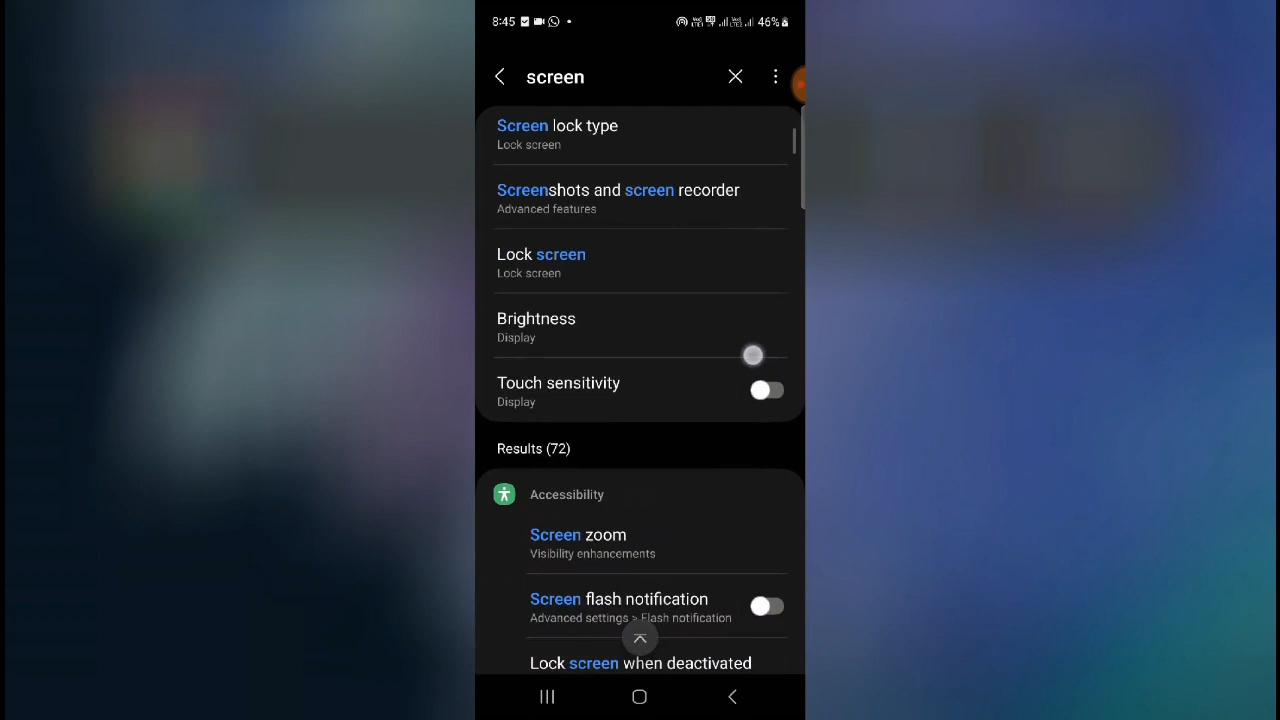 8:45
46%
screen
Screen lock type
Lock screen
Screenshots and screen recorder
Advanced features
Lock screen
Lock screen
Brightness
Display
Touch sensitivity
Display
Results (72)
Accessibility
Screen zoom
Visibility enhancements
Screen flash notification
Advanced settings > Flash notification
Lock screen when deactivated